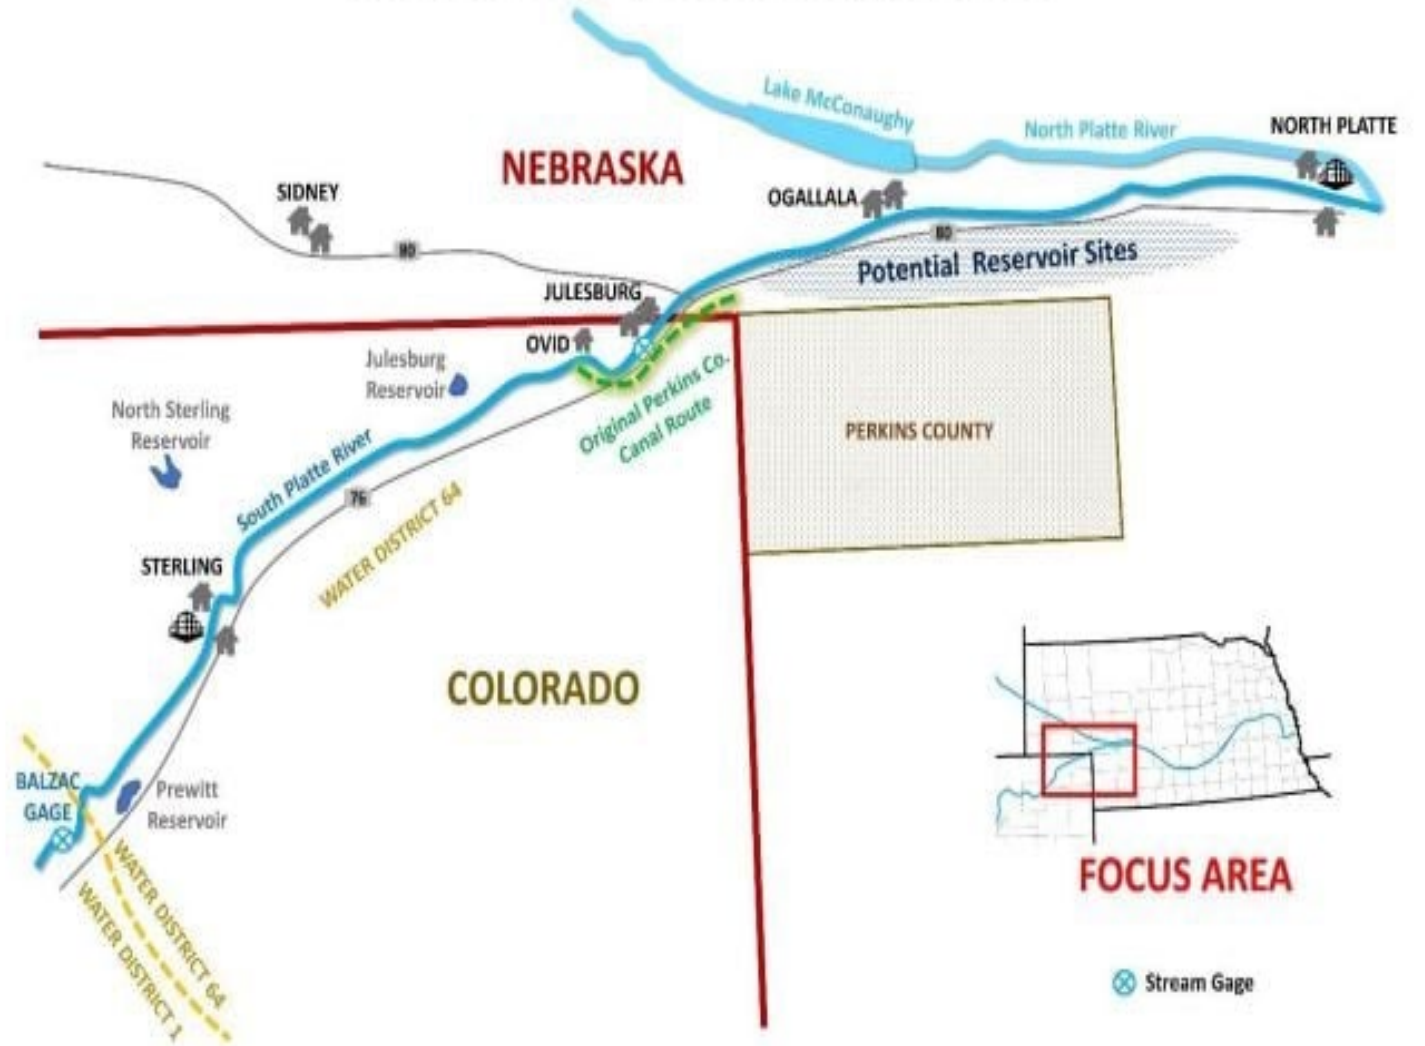 Lake McConaughy
North Platte River
NORTH PLATTE
NEBRASKA
SIDNEY
OGALLALA
80
80
Potential Reservoir Sites
JULESBURG
OVID
Julesburg
Reservoir
Original Perkins Co.
Canal Route
North Sterling
Reservoir
PERKINS COUNTY
South Platte River
76
WATER DISTRICT 64
STERLING
COLORADO
BALZAC
GAGE
Prewitt
Reservoir
WATER DISTRICT 64
WATER DISTRICT 1
FOCUS AREA
Stream Gage